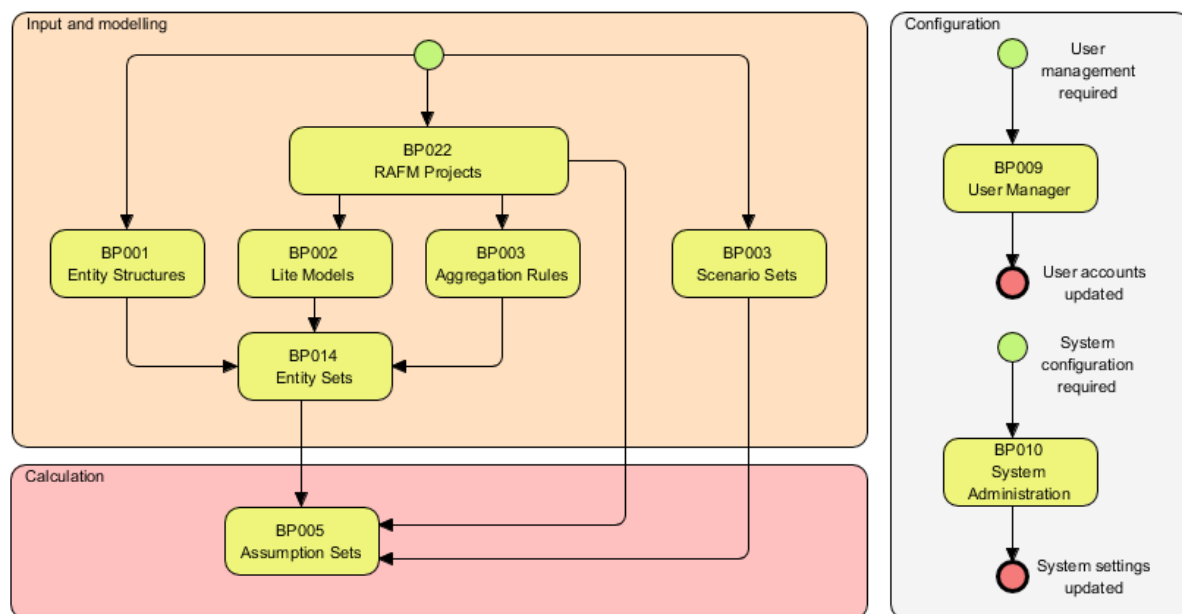 Input and modelling
BP022
RAFM Projects
BP001
Entity Structures
BP002
Lite Models
BP003
Aggregation Rules
BP003
Scenario Sets
BP014
Entity Sets
Calculation
BP005
Assumption Sets
Configuration
User
management
required
BP009
User Manager
User accounts
updated
System
configuration
required
BP010
System
Administration
System settings
updated